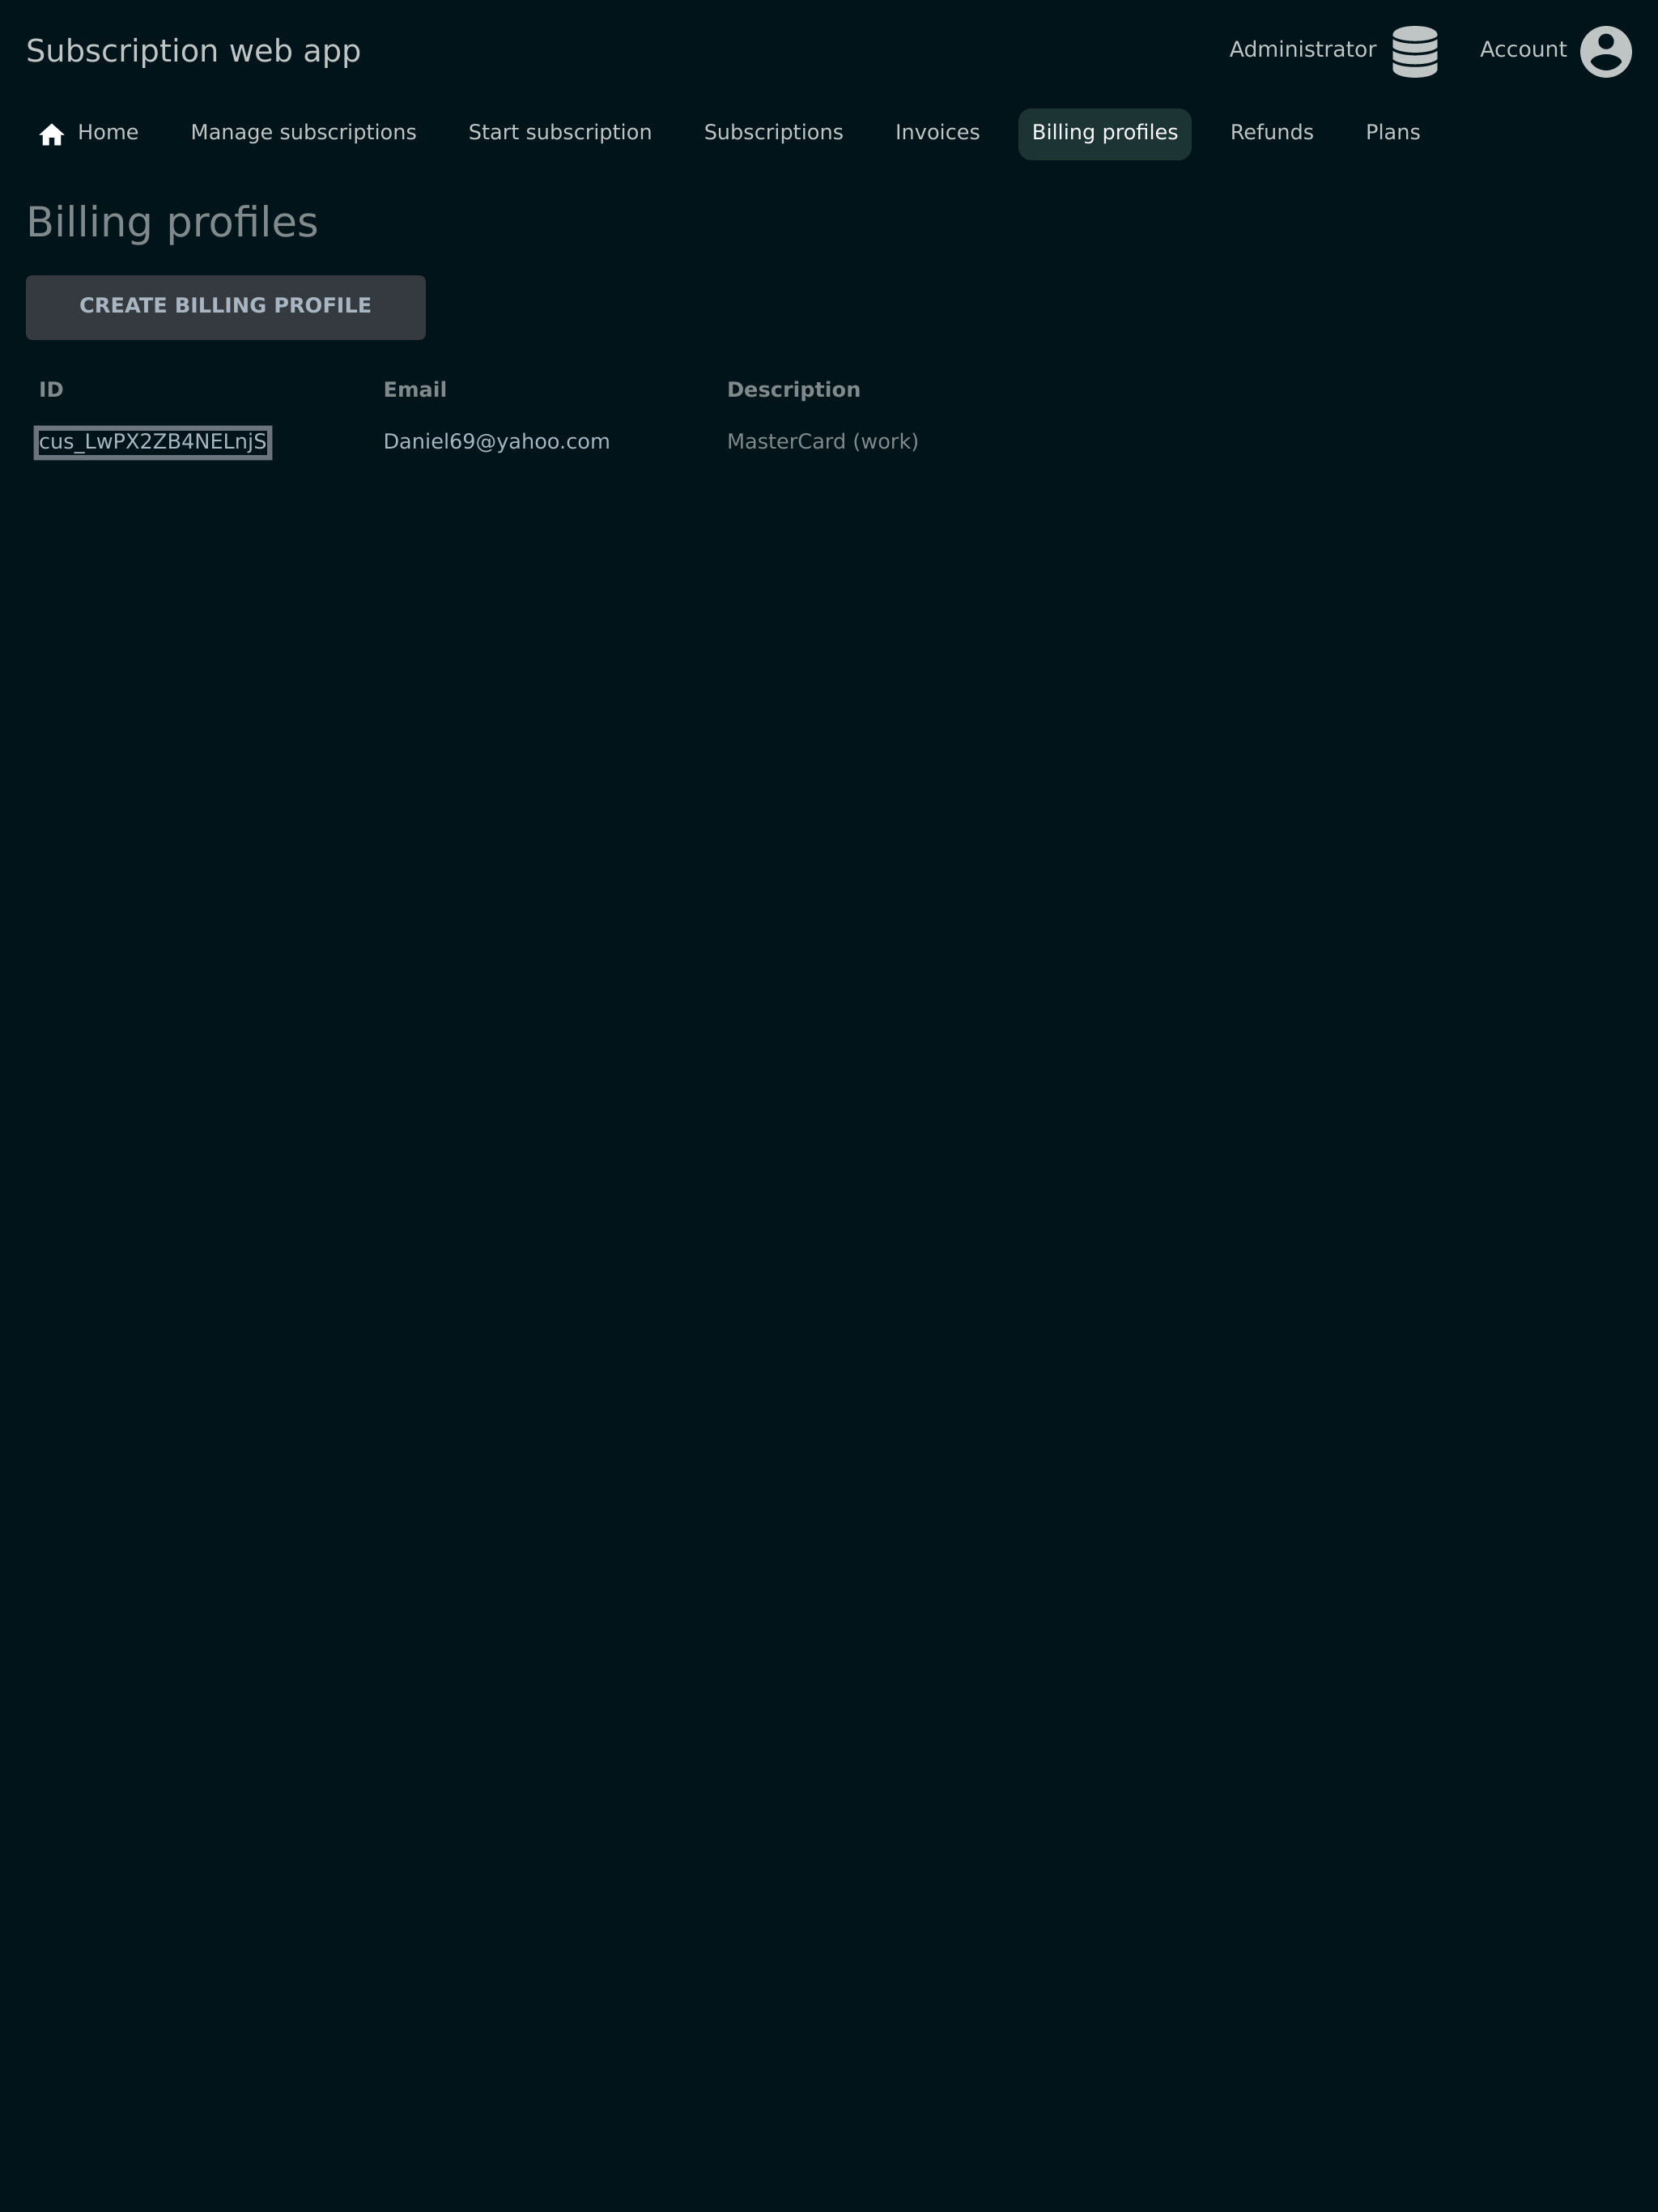 Subscription web app
Administrator
Account
Home
Manage subscriptions
Start subscription
Subscriptions
Invoices
Billing profiles
Refunds
Plans
Billing profiles
CREATE BILLING PROFILE
ID Email Description
cus_LwPX2ZB4NELnjS Daniel69@yahoo.com MasterCard (work)